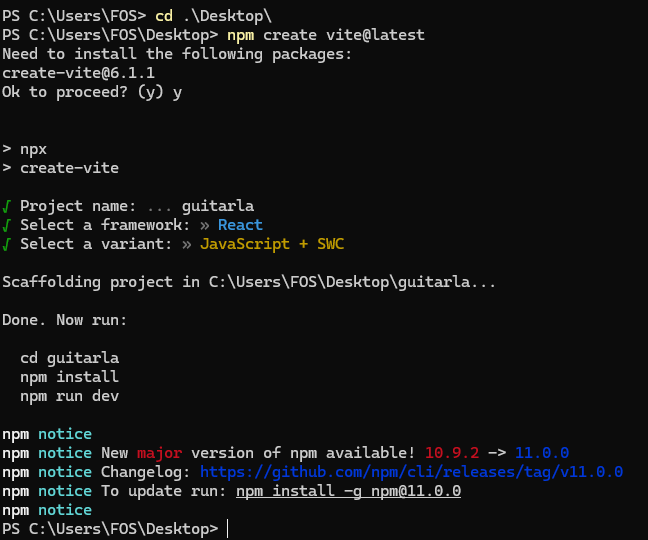 PS C:\Users\FOS> cd .\Desktop\
PS C:\Users\FOS\Desktop> npm create vite@latest
Need to install the following packages:
create-vite@6.1.1
Ok to proceed? (y) y
> npx
> create-vite
√ Project name: ... guitarla
√ Select a framework: » React
√ Select a variant: » JavaScript + SWC
Scaffolding project in C:\Users\FOS\Desktop\guitarla...
Done. Now run:
cd guitarla
npm install
npm run dev
npm notice
npm notice New major version of npm available! 10.9.2 -> 11.0.0
npm notice Changelog: https://github.com/npm/cli/releases/tag/v11.0.0
npm notice To update run: npm install -g npm@11.0.0
npm notice
PS C:\Users\FOS\Desktop>